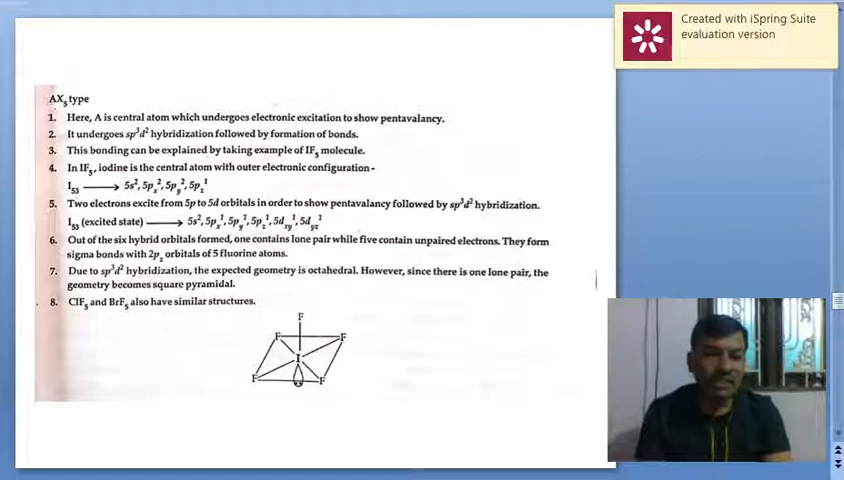 Created with iSpring Suite
evaluation version
AX₅ type
1. Here, A is central atom which undergoes electronic excitation to show pentavalancy.
2. It undergoes sp³d² hybridization followed by formation of bonds.
3. This bonding can be explained by taking example of IF₅ molecule.
4. In IF₅, iodine is the central atom with outer electronic configuration -
I₅₃ ⟶ 5s², 5pₓ², 5p_y², 5p_z¹
5. Two electrons excite from 5p to 5d orbitals in order to show pentavalancy followed by sp³d² hybridization.
I₅₃ (excited state) ⟶ 5s², 5pₓ¹, 5p_y¹, 5p_z¹, 5d_xy¹, 5d_yz¹
6. Out of the six hybrid orbitals formed, one contains lone pair while five contain unpaired electrons. They form
sigma bonds with 2p_z orbitals of 5 fluorine atoms.
7. Due to sp³d² hybridization, the expected geometry is octahedral. However, since there is one lone pair, the
geometry becomes square pyramidal.
8. ClF₅ and BrF₅ also have similar structures.
F
F F
I
F F